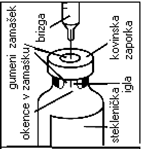 gumeni zamašek
okence v zamašku
brizga
kovinska
zaporka
igla
steklenička